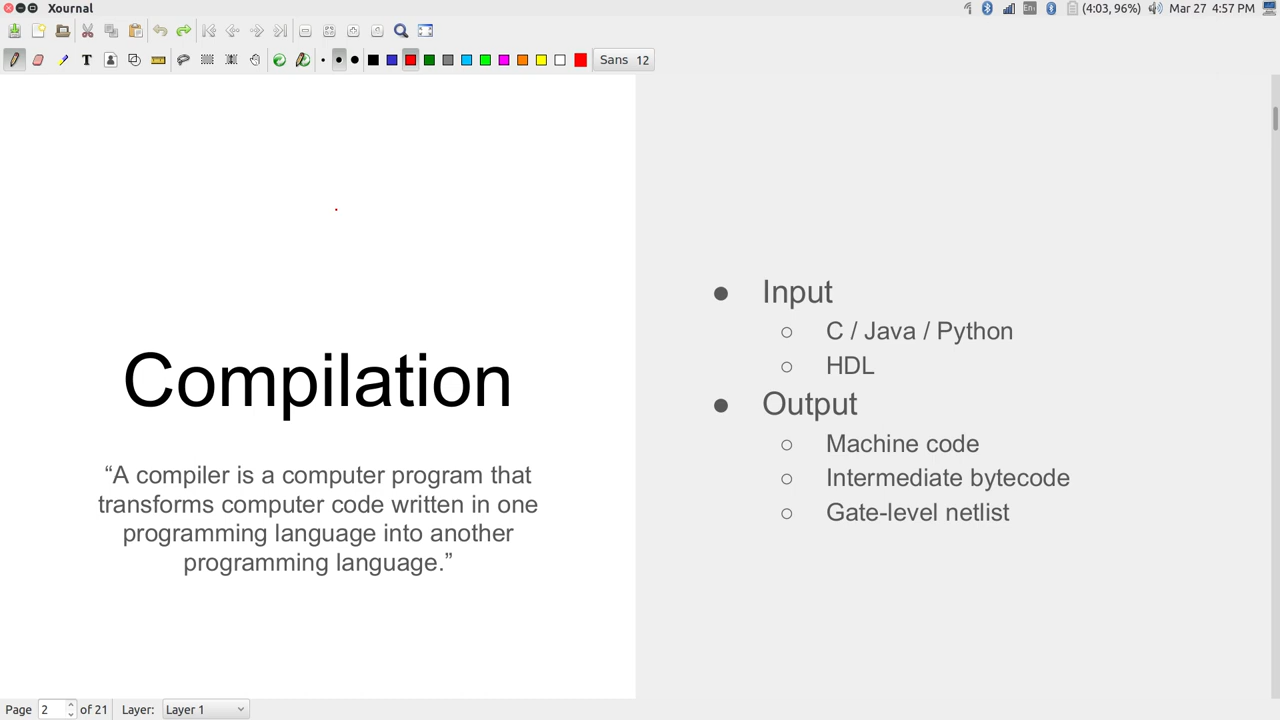 Xournal
En₁
(4:03, 96%)
Mar 27 4:57 PM
T
Sans 12
Compilation
“A compiler is a computer program that
transforms computer code written in one
programming language into another
programming language.”
● Input
○ C / Java / Python
○ HDL
● Output
○ Machine code
○ Intermediate bytecode
○ Gate-level netlist
Page 2 of 21 Layer: Layer 1